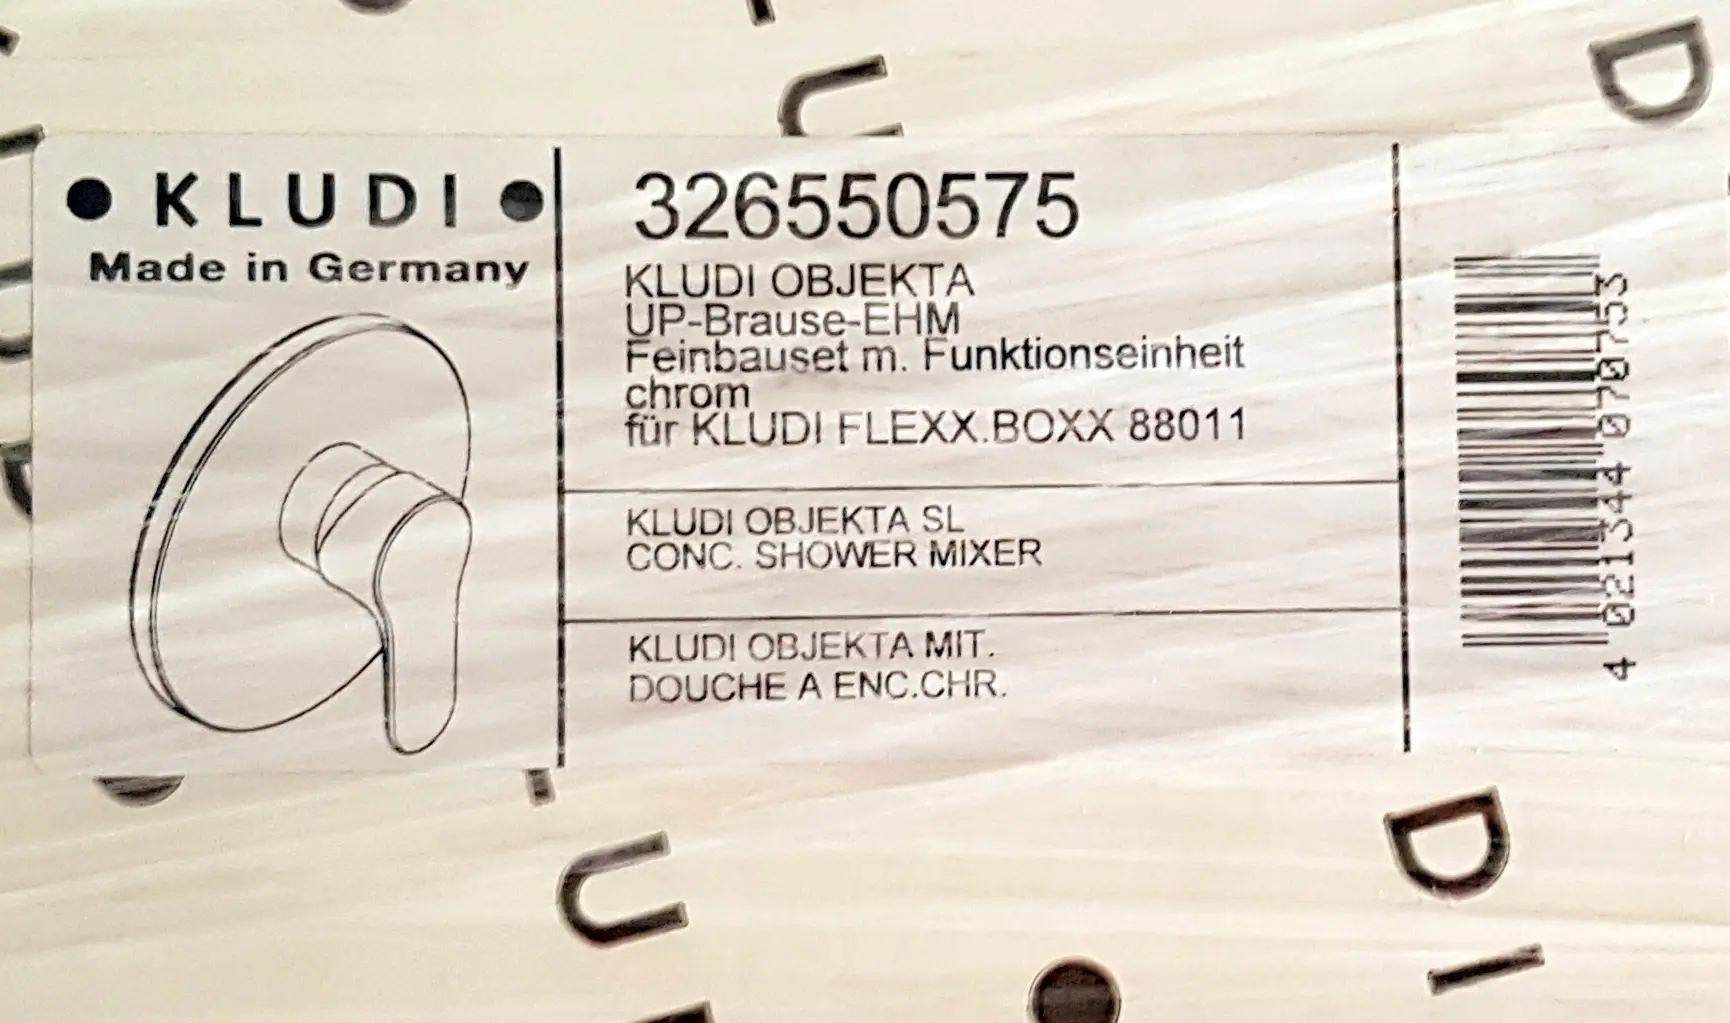 ● KLUDI ●
Made in Germany
326550575
KLUDI OBJEKTA
UP-Brause-EHM
Feinbauset m. Funktionseinheit
chrom
für KLUDI FLEXX.BOXX 88011
KLUDI OBJEKTA SL
CONC. SHOWER MIXER
KLUDI OBJEKTA MIT.
DOUCHE A ENC.CHR.
4 021344 070753
U
D
U
D I